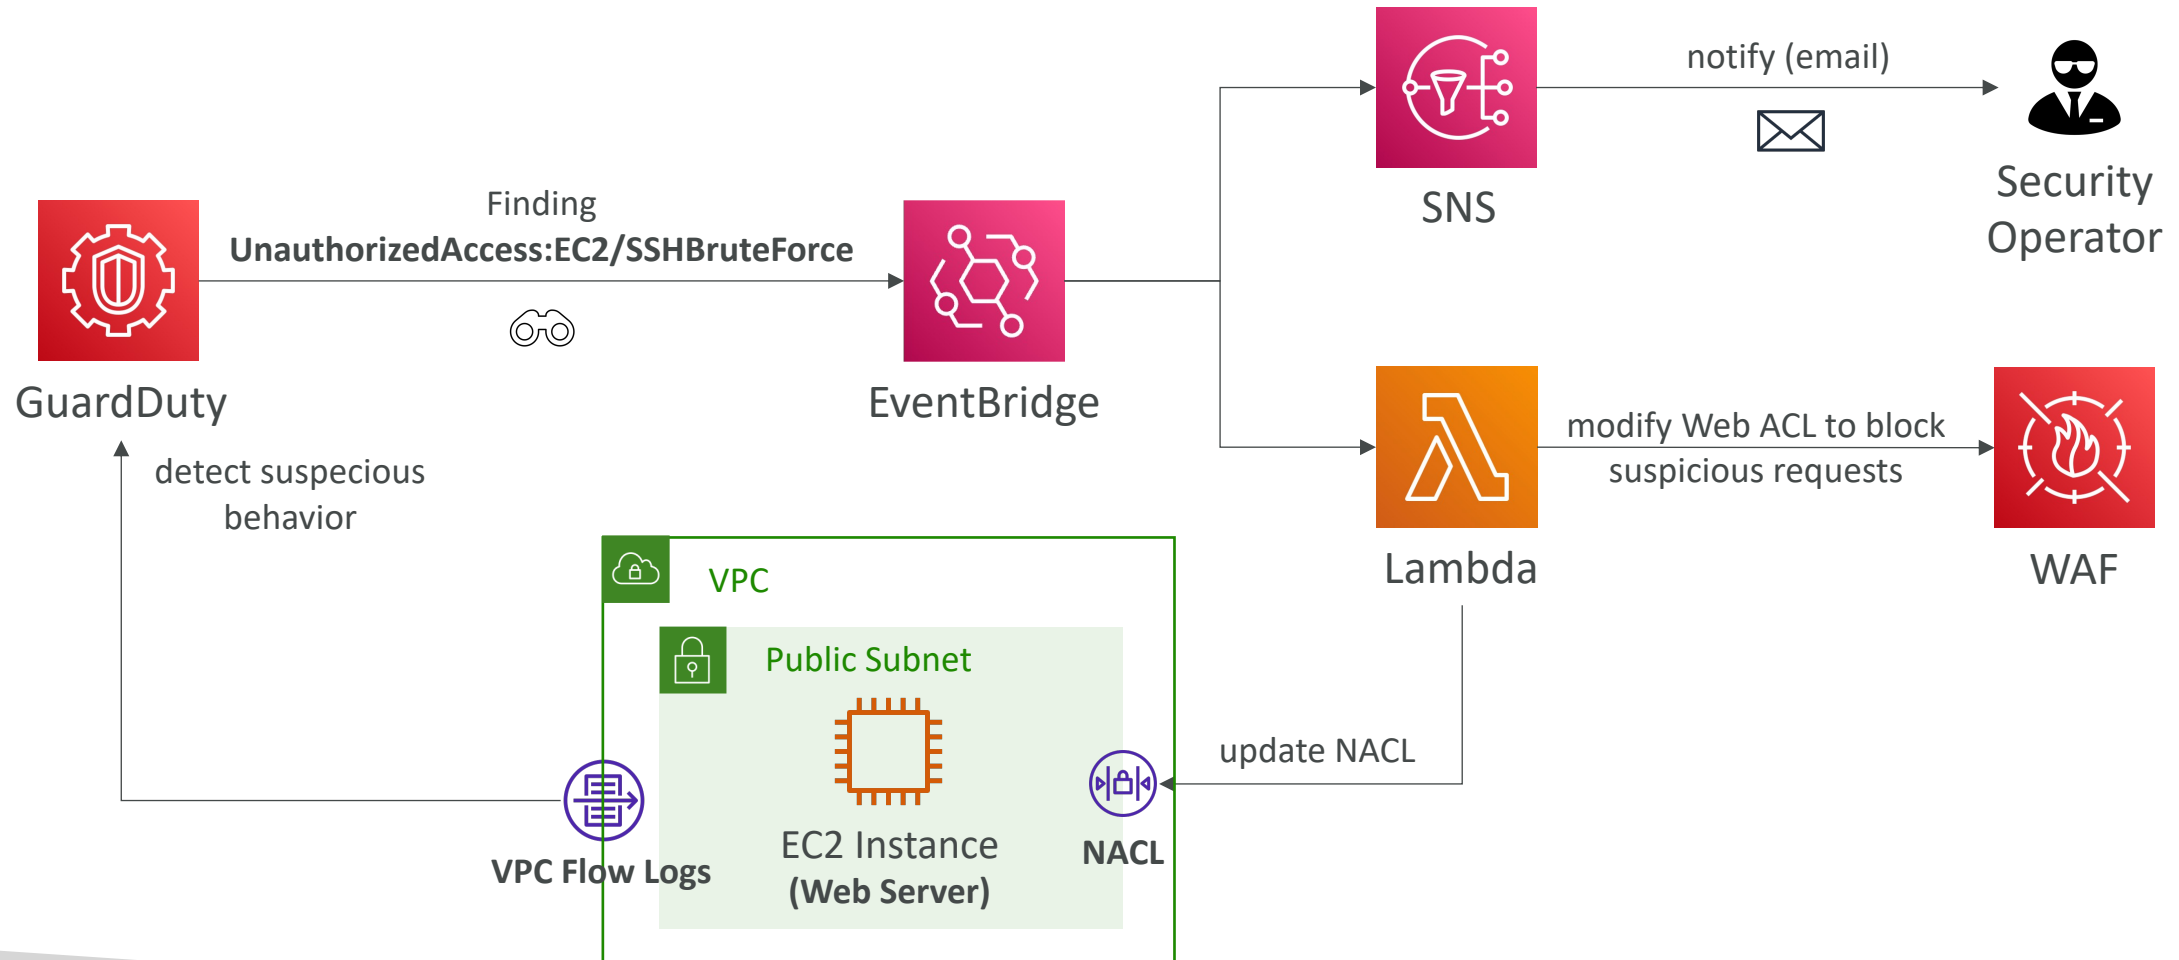 notify (email)
Security
Operator
SNS
Finding
UnauthorizedAccess:EC2/SSHBruteForce
GuardDuty
EventBridge
modify Web ACL to block
suspicious requests
Lambda
WAF
detect suspecious
behavior
VPC
Public Subnet
update NACL
EC2 Instance
(Web Server)
NACL
VPC Flow Logs